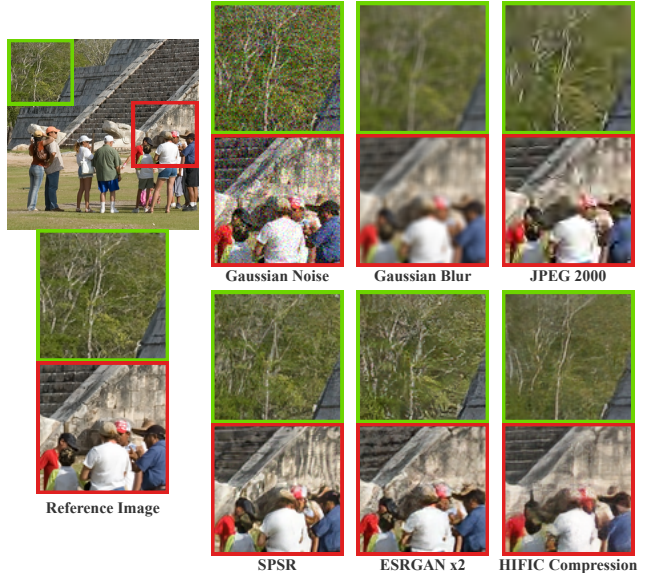 Gaussian Noise
Gaussian Blur
JPEG 2000
Reference Image
SPSR
ESRGAN x2
HIFIC Compression